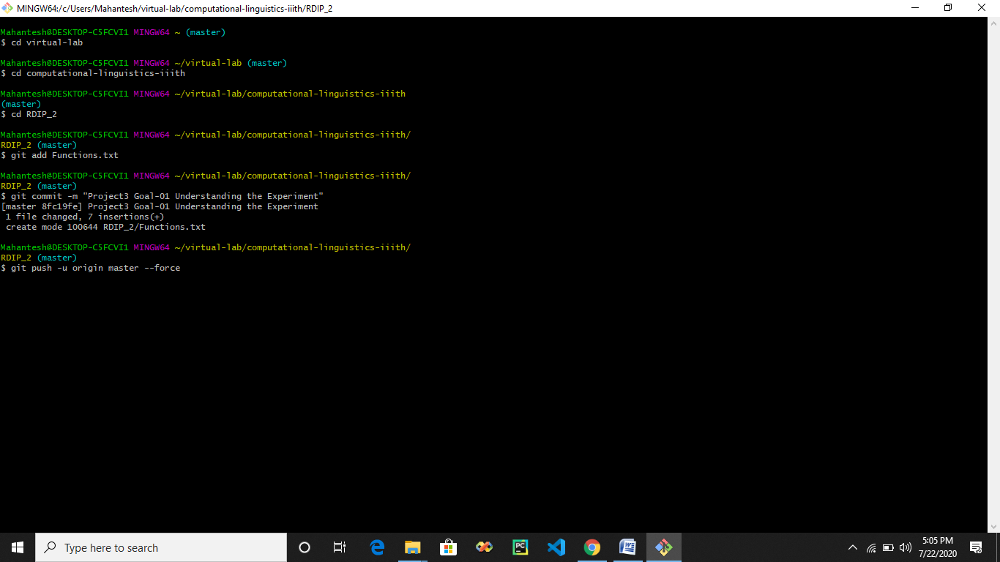 MINGW64:/c/Users/Mahantesh/virtual-lab/computational-linguistics-iiith/RDIP_2
Mahantesh@DESKTOP-C5FCVI1 MINGW64 ~ (master)
$ cd virtual-lab
Mahantesh@DESKTOP-C5FCVI1 MINGW64 ~/virtual-lab (master)
$ cd computational-linguistics-iiith
Mahantesh@DESKTOP-C5FCVI1 MINGW64 ~/virtual-lab/computational-linguistics-iiith
(master)
$ cd RDIP_2
Mahantesh@DESKTOP-C5FCVI1 MINGW64 ~/virtual-lab/computational-linguistics-iiith/
RDIP_2 (master)
$ git add Functions.txt
Mahantesh@DESKTOP-C5FCVI1 MINGW64 ~/virtual-lab/computational-linguistics-iiith/
RDIP_2 (master)
$ git commit -m "Project3 Goal-01 Understanding the Experiment"
[master 8fc19fe] Project3 Goal-01 Understanding the Experiment
 1 file changed, 7 insertions(+)
 create mode 100644 RDIP_2/Functions.txt
Mahantesh@DESKTOP-C5FCVI1 MINGW64 ~/virtual-lab/computational-linguistics-iiith/
RDIP_2 (master)
$ git push -u origin master --force
Type here to search
PC
W
5:05 PM
7/22/2020